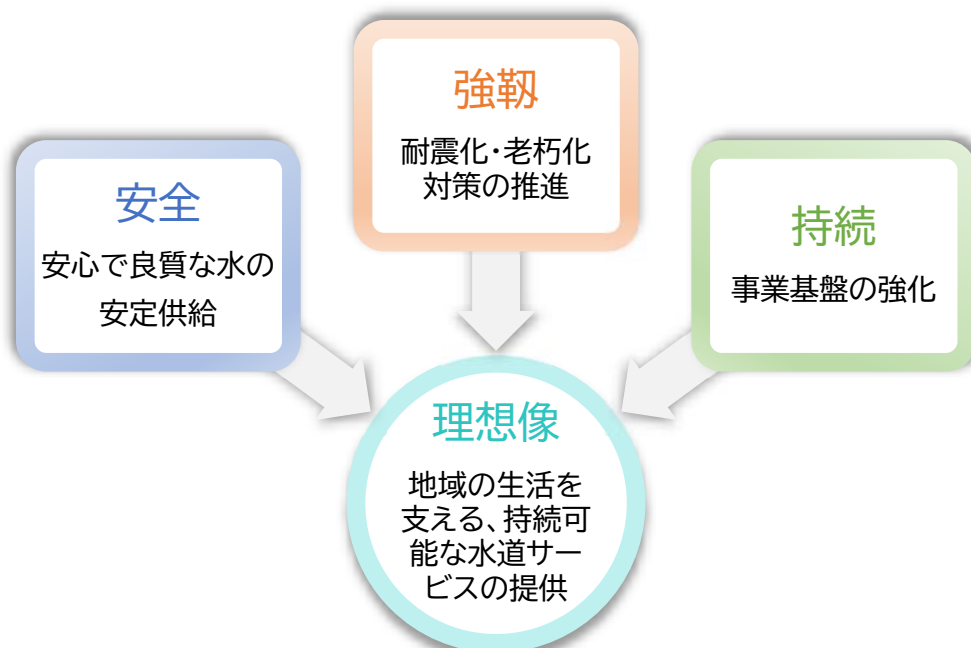 強靱
耐震化・老朽化
対策の推進
安全
安心で良質な水の
安定供給
持続
事業基盤の強化
理想像
地域の生活を
支える、持続可
能な水道サー
ビスの提供